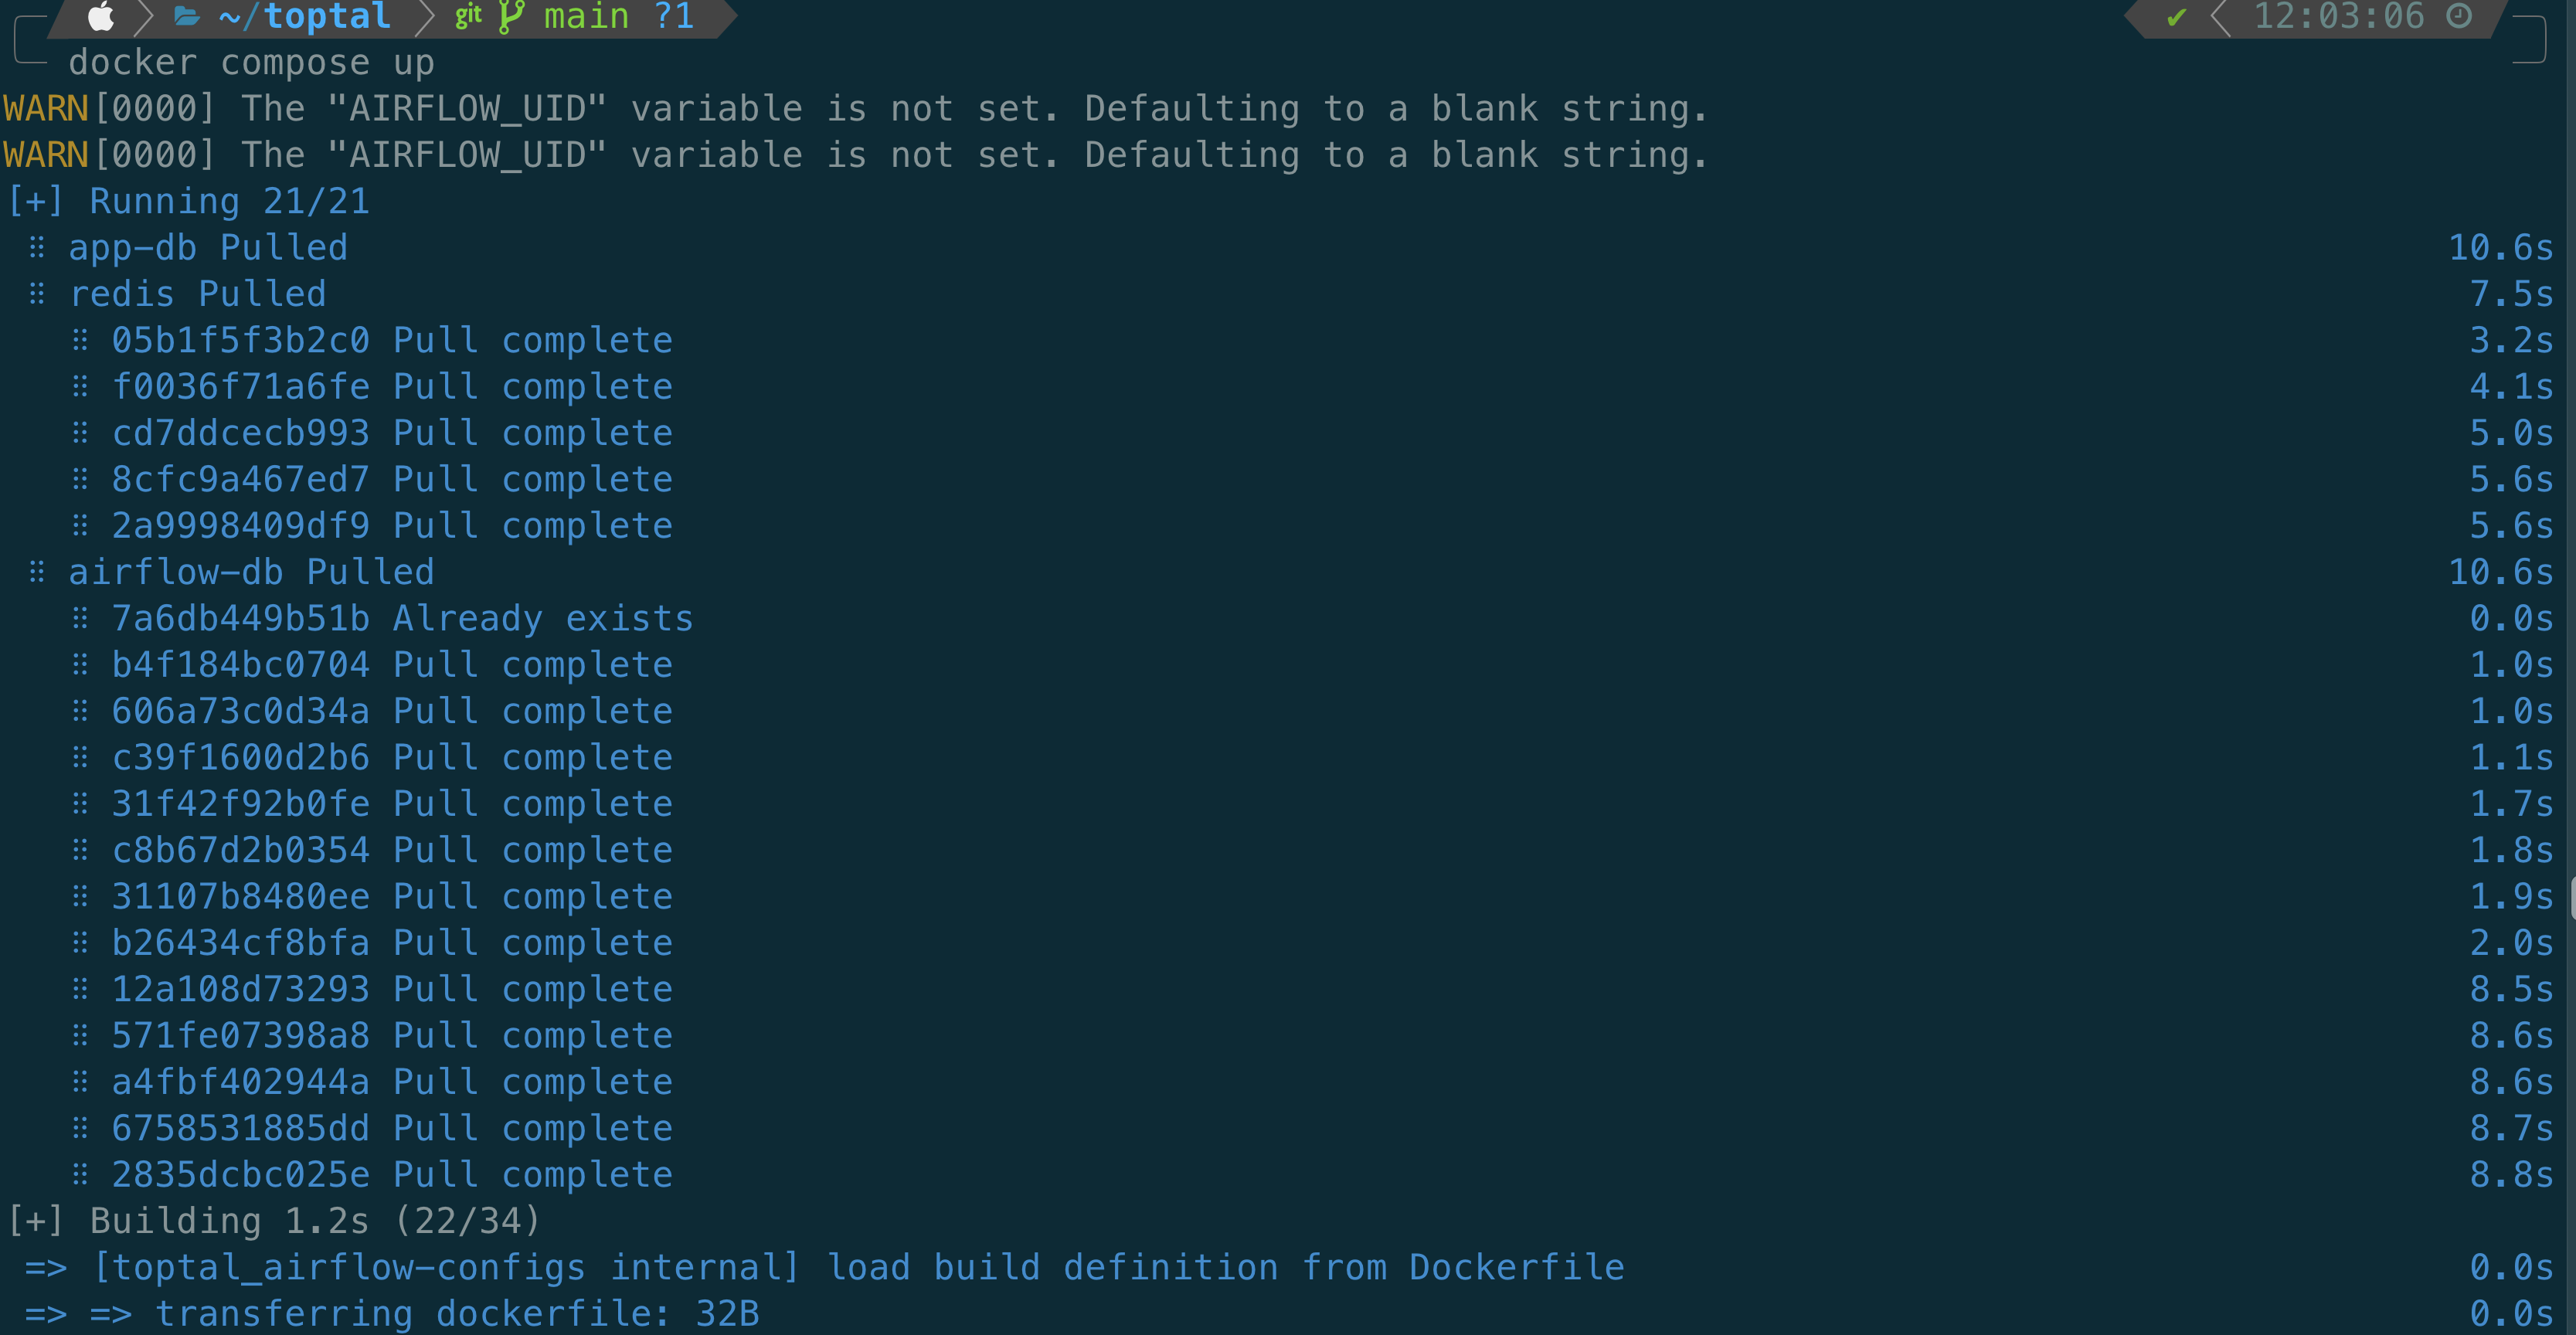 ~/toptal git main ?1 ✔ 12:03:06
docker compose up
WARN[0000] The "AIRFLOW_UID" variable is not set. Defaulting to a blank string.
WARN[0000] The "AIRFLOW_UID" variable is not set. Defaulting to a blank string.
[+] Running 21/21
⠿ app-db Pulled 10.6s
⠿ redis Pulled 7.5s
⠿ 05b1f5f3b2c0 Pull complete 3.2s
⠿ f0036f71a6fe Pull complete 4.1s
⠿ cd7ddcecb993 Pull complete 5.0s
⠿ 8cfc9a467ed7 Pull complete 5.6s
⠿ 2a9998409df9 Pull complete 5.6s
⠿ airflow-db Pulled 10.6s
⠿ 7a6db449b51b Already exists 0.0s
⠿ b4f184bc0704 Pull complete 1.0s
⠿ 606a73c0d34a Pull complete 1.0s
⠿ c39f1600d2b6 Pull complete 1.1s
⠿ 31f42f92b0fe Pull complete 1.7s
⠿ c8b67d2b0354 Pull complete 1.8s
⠿ 31107b8480ee Pull complete 1.9s
⠿ b26434cf8bfa Pull complete 2.0s
⠿ 12a108d73293 Pull complete 8.5s
⠿ 571fe07398a8 Pull complete 8.6s
⠿ a4fbf402944a Pull complete 8.6s
⠿ 6758531885dd Pull complete 8.7s
⠿ 2835dcbc025e Pull complete 8.8s
[+] Building 1.2s (22/34)
=> [toptal_airflow-configs internal] load build definition from Dockerfile 0.0s
=> => transferring dockerfile: 32B 0.0s